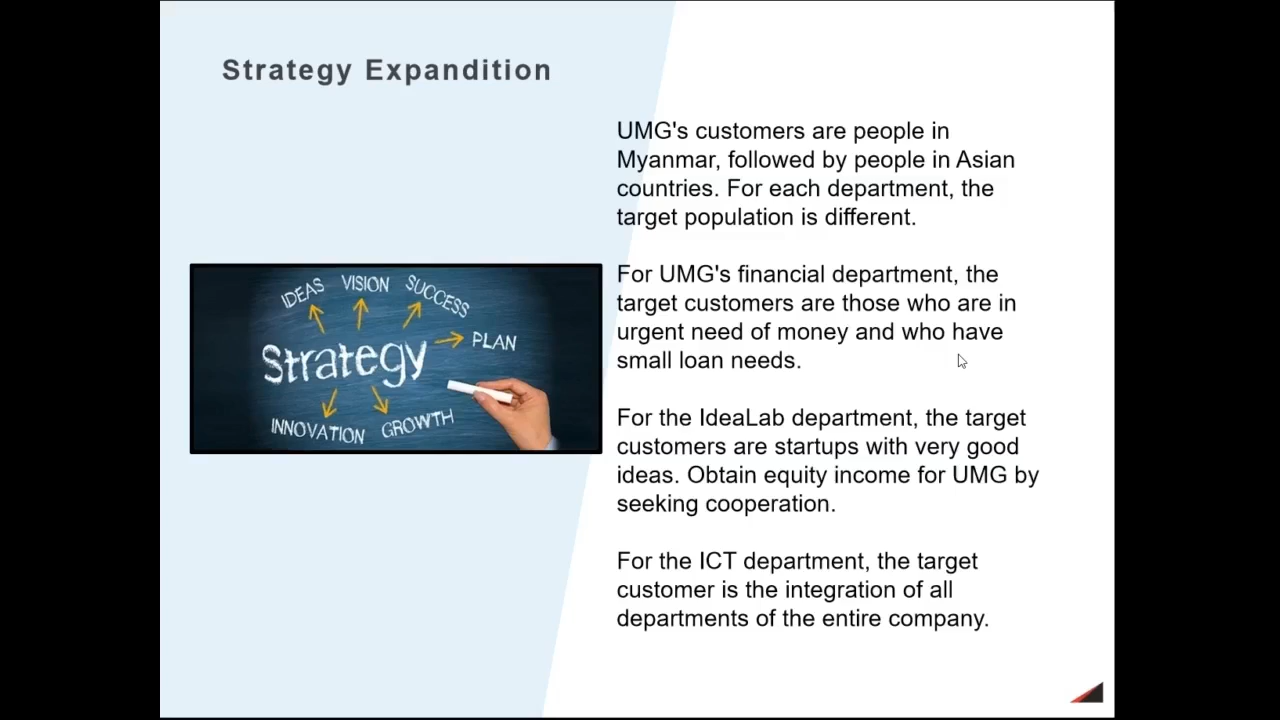 Strategy Expandition
UMG's customers are people in
Myanmar, followed by people in Asian
countries. For each department, the
target population is different.
For UMG's financial department, the
target customers are those who are in
urgent need of money and who have
small loan needs.
For the IdeaLab department, the target
customers are startups with very good
ideas. Obtain equity income for UMG by
seeking cooperation.
For the ICT department, the target
customer is the integration of all
departments of the entire company.
IDEAS
VISION
SUCCESS
PLAN
Strategy
INNOVATION
GROWTH